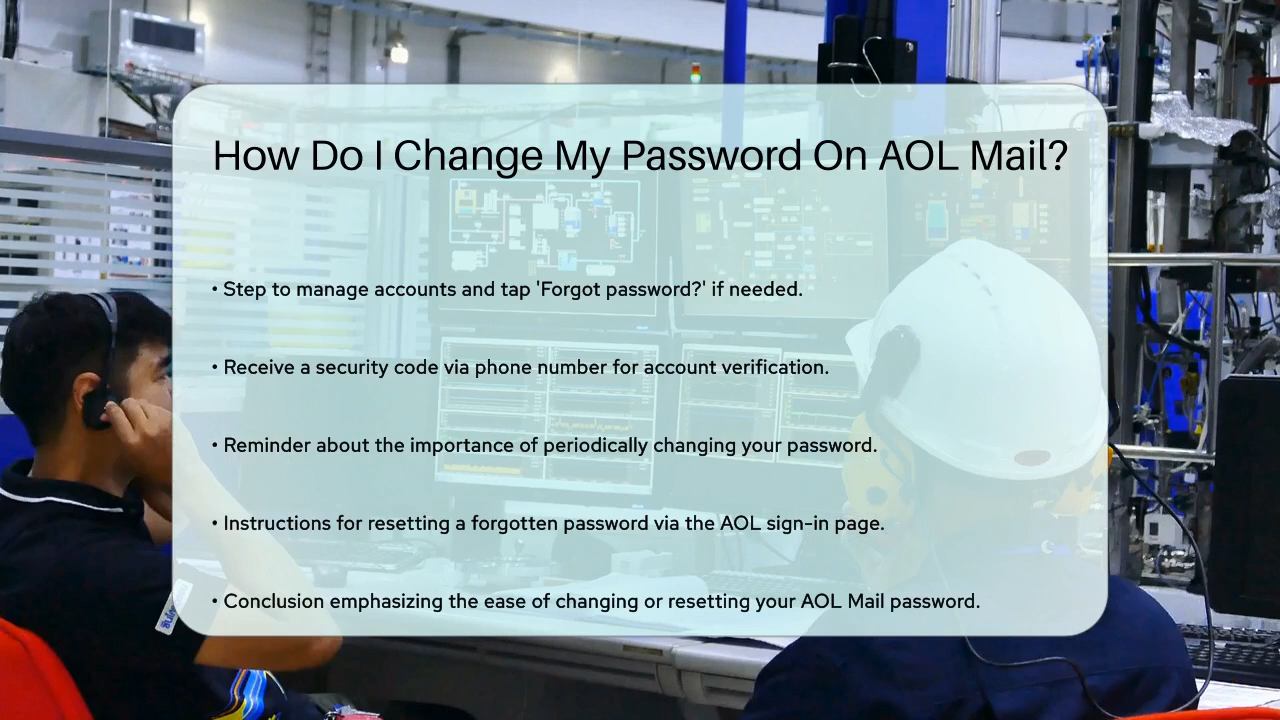 How Do I Change My Password On AOL Mail?
• Step to manage accounts and tap 'Forgot password?' if needed.
• Receive a security code via phone number for account verification.
• Reminder about the importance of periodically changing your password.
• Instructions for resetting a forgotten password via the AOL sign-in page.
• Conclusion emphasizing the ease of changing or resetting your AOL Mail password.